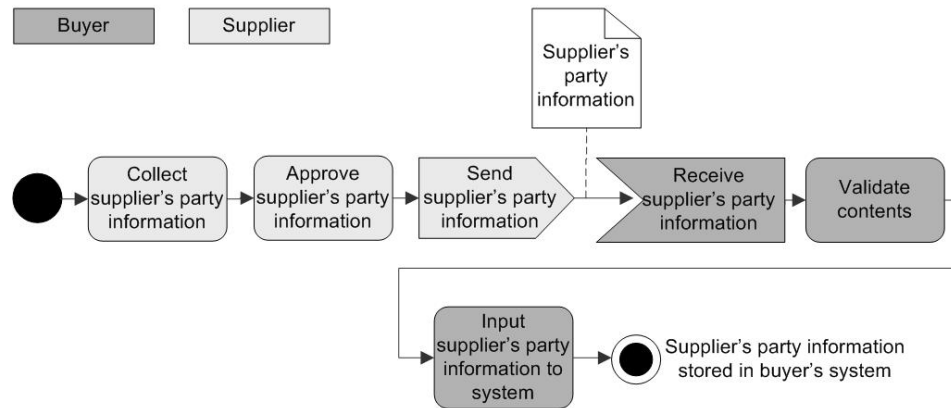 Buyer
Supplier
Supplier's
party
information
Collect
supplier's party
information
Approve
supplier's party
information
Send
supplier's party
information
Receive
supplier's party
information
Validate
contents
Input
supplier's party
information to
system
Supplier's party information
stored in buyer's system